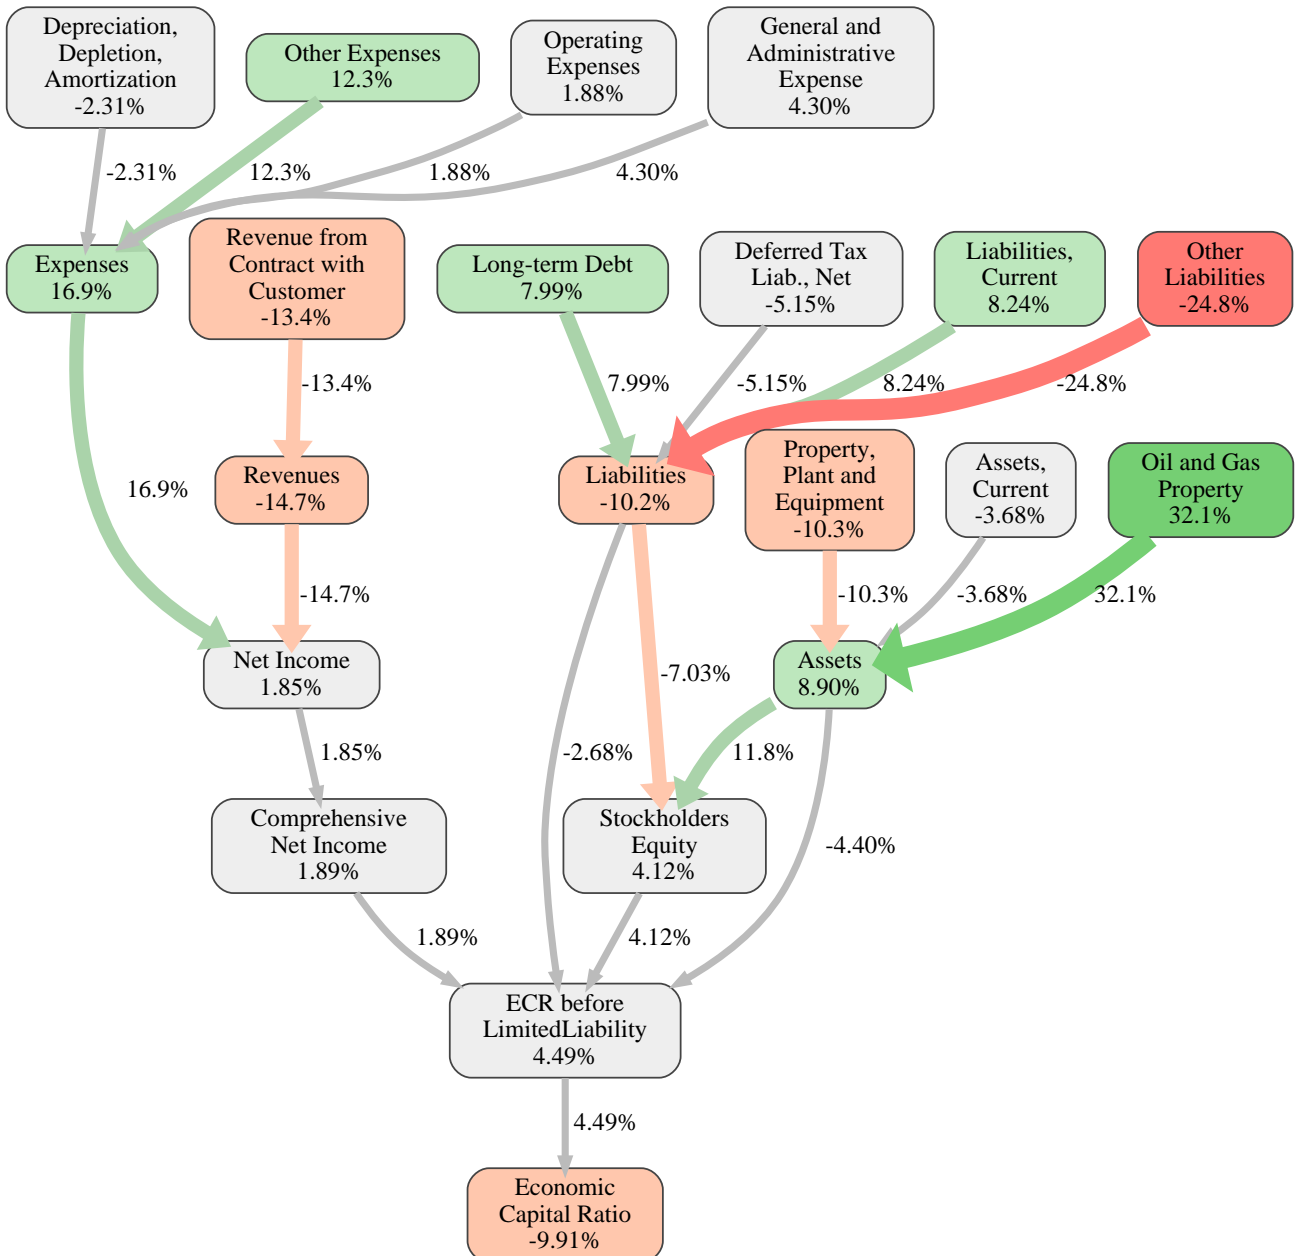 Depreciation,
Depletion,
Amortization
-2.31%
Other Expenses
12.3%
Operating
Expenses
1.88%
General and
Administrative
Expense
4.30%
-2.31%
12.3%
1.88%
4.30%
Expenses
16.9%
Revenue from
Contract with
Customer
-13.4%
Long-term Debt
7.99%
Deferred Tax
Liab., Net
-5.15%
Liabilities,
Current
8.24%
Other
Liabilities
-24.8%
-13.4%
7.99%
-5.15%
8.24%
-24.8%
16.9%
Revenues
-14.7%
Liabilities
-10.2%
Property,
Plant and
Equipment
-10.3%
Assets,
Current
-3.68%
Oil and Gas
Property
32.1%
-14.7%
-10.3%
-3.68%
32.1%
Net Income
1.85%
-7.03%
Assets
8.90%
1.85%
-2.68%
11.8%
Comprehensive
Net Income
1.89%
Stockholders
Equity
4.12%
-4.40%
1.89%
4.12%
ECR before
LimitedLiability
4.49%
4.49%
Economic
Capital Ratio
-9.91%